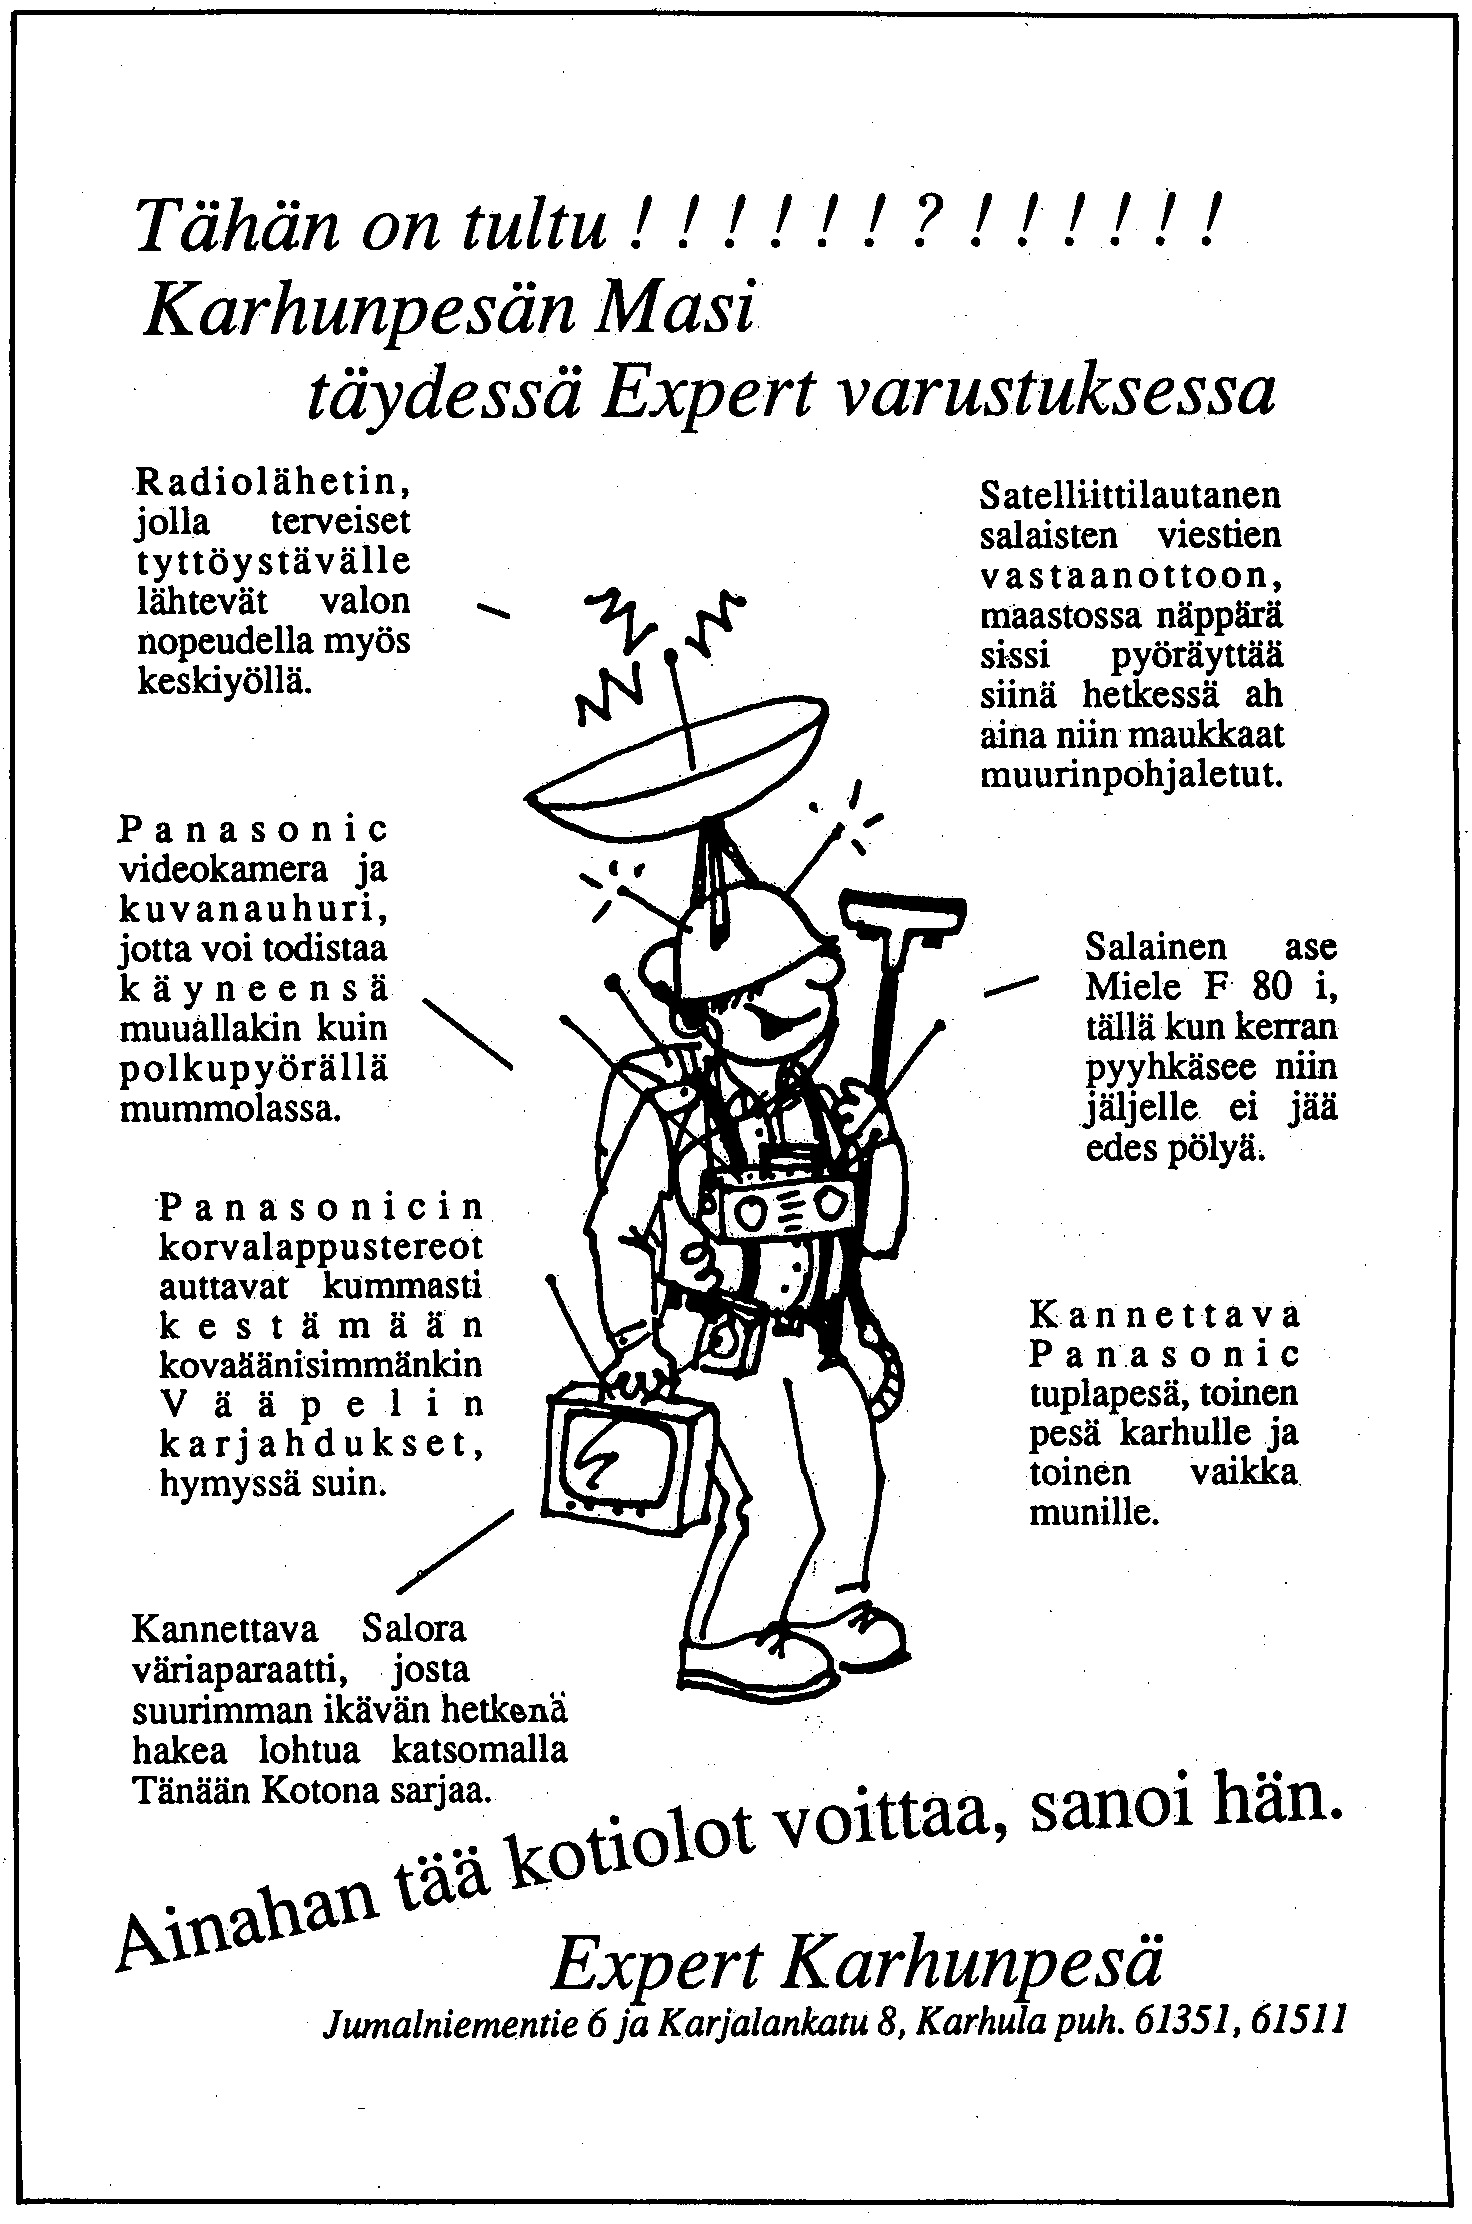 Tähän on tultu ! ! ! ! ! ! ? ! ! ! ! ! !
Karhunpesän Masi
täydessä Expert varustuksessa
Radiolähetin,
jolla terveiset
tyttöystävälle
lähtevät valon
nopeudella myös
keskiyöllä.
Satelliittilautanen
salaisten viestien
vastaanottoon,
maastossa näppärä
sissi pyöräyttää
siinä hetkessä ah
aina niin maukkaat
muurinpohjaletut.
Panasonic
videokamera ja
kuvanauhuri,
jotta voi todistaa
käyneensä
muuallakin kuin
polkupyörällä
mummolassa.
Salainen ase
Miele F 80 i,
tällä kun kerran
pyyhkäsee niin
jäljelle ei jää
edes pölyä.
Panasonicin
korvalappustereot
auttavat kummasti
kestämään
kovaäänisimmänkin
Vääpelin
karjahdukset,
hymyssä suin.
Kannettava
Panasonic
tuplapesä, toinen
pesä karhulle ja
toinen vaikka
munille.
Kannettava Salora
väriaparaatti, josta
suurimman ikävän hetkenä
hakea lohtua katsomalla
Tänään Kotona sarjaa.
Ainahan tää kotiolot voittaa, sanoi hän.
Expert Karhunpesä
Jumalniementie 6 ja Karjalankatu 8, Karhula puh. 61351, 61511